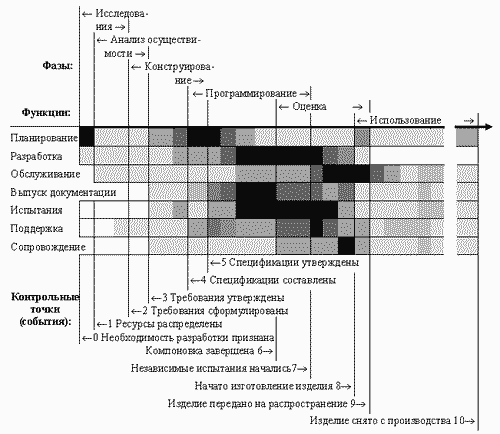 ← Исследова-
ния →
← Анализ осуществи-
мости →
Фазы:
← Конструирова-
ние →
← Программирование →
Функции:
← Оценка →
← Использование →
Планирование
Разработка
Обслуживание
Выпуск документации
Испытания
Поддержка
Сопровождение
←5 Спецификации утверждены
←4 Спецификации составлены
Контрольные
точки
(события):
←3 Требования утверждены
←2 Требования сформулированы
←1 Ресурсы распределены
←0 Необходимость разработки признана
Компоновка завершена 6→
Независимые испытания начались7→
Начато изготовление изделия 8→
Изделие передано на распространие 9→
Изделие снято с производства 10→